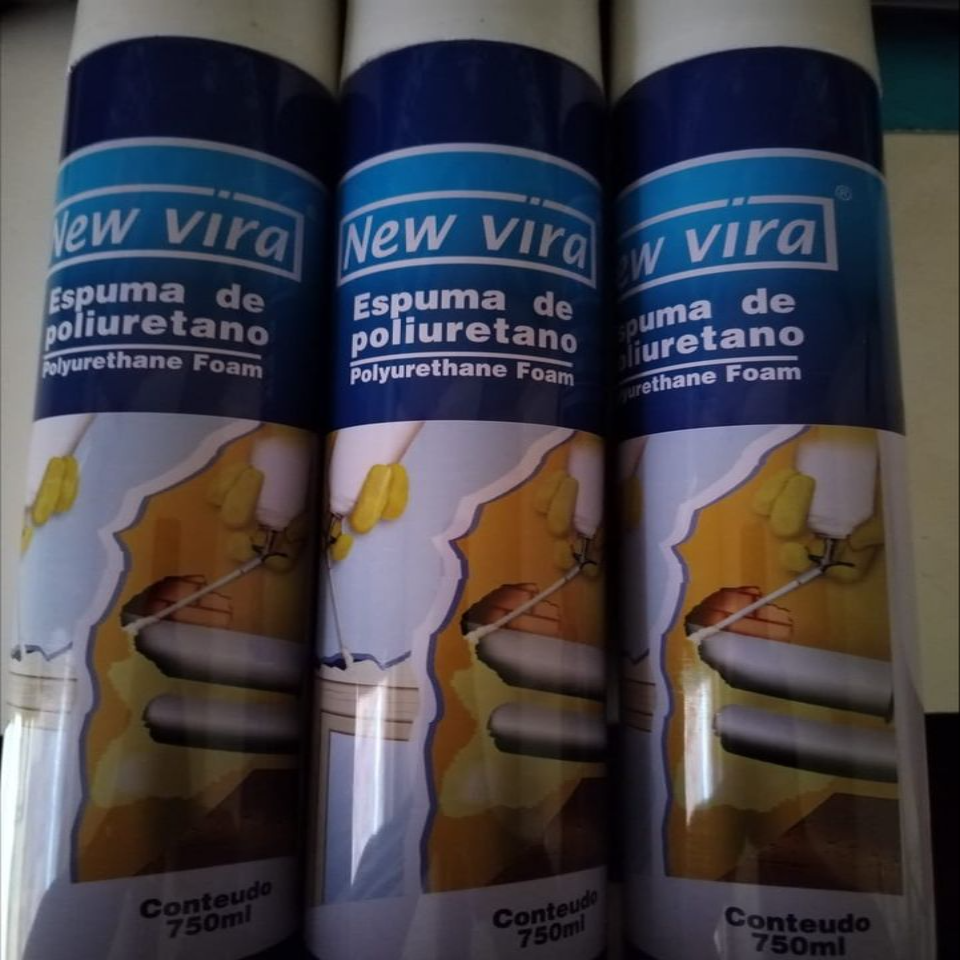 New vira
Espuma de
poliuretano
Polyurethane Foam
Conteudo
750ml
New vira
Espuma de
poliuretano
Polyurethane Foam
Conteudo
750ml
ew vira ®
spuma de
liuretano
yurethane Foam
Conteudo
750ml